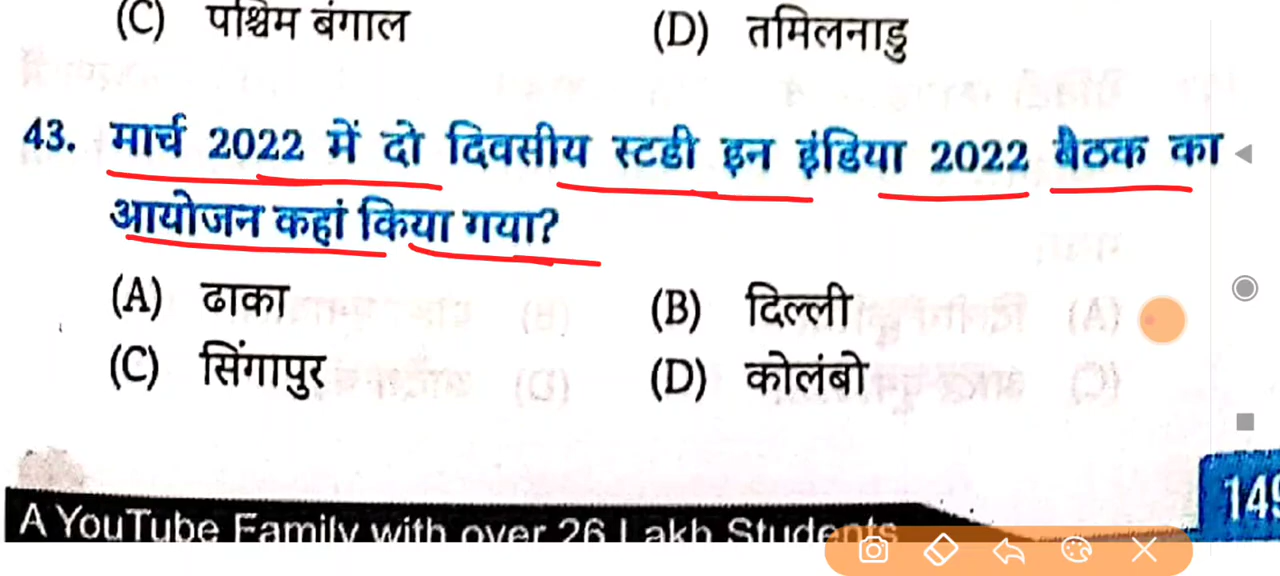 (C) पश्चिम बंगाल (D) तमिलनाडु
43. मार्च 2022 में दो दिवसीय स्टडी इन इंडिया 2022 बैठक का
आयोजन कहां किया गया?
(A) ढाका (B) दिल्ली
(C) सिंगापुर (D) कोलंबो
149
A YouTube Family with over 26 Lakh Students